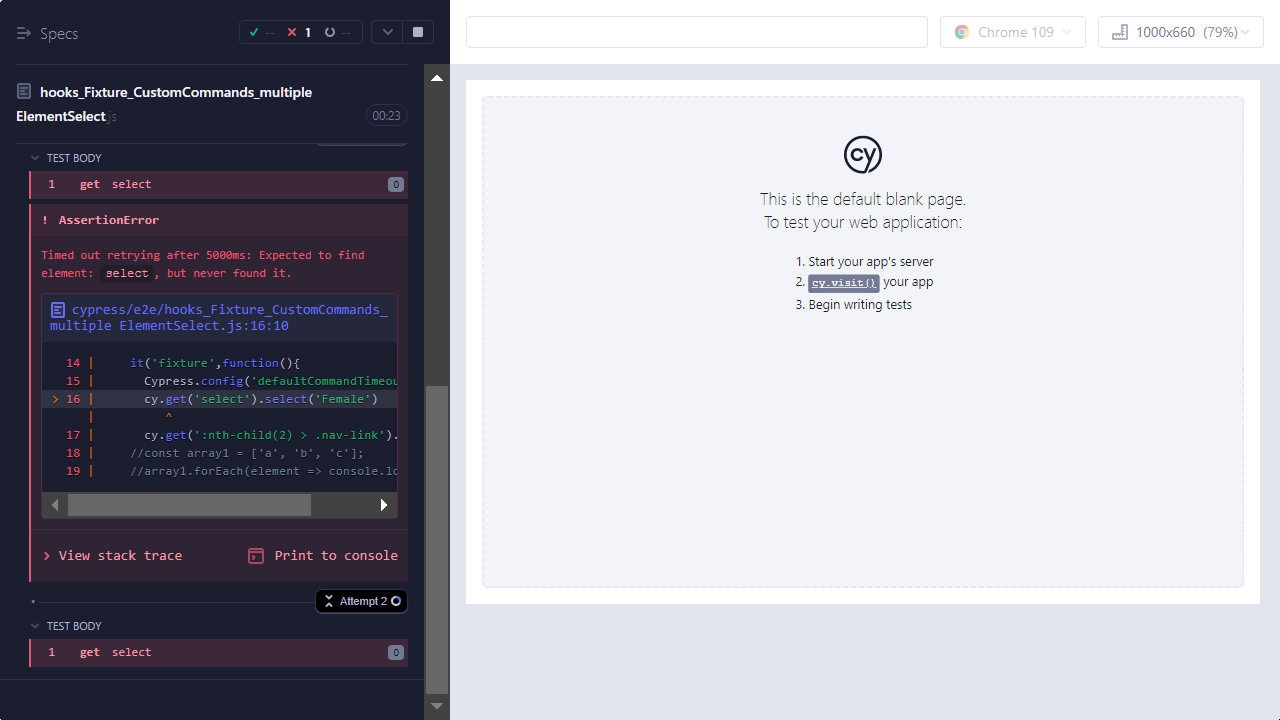 Specs
--
1
--
Chrome 109
1000x660 (79%)
hooks_Fixture_CustomCommands_multiple
ElementSelect.js
00:23
TEST BODY
1 get select 0
! AssertionError
Timed out retrying after 5000ms: Expected to find
element: select, but never found it.
cypress/e2e/hooks_Fixture_CustomCommands_
multiple ElementSelect.js:16:10
14 | it('fixture',function(){
15 | Cypress.config('defaultCommandTimeou
> 16 | cy.get('select').select('Female')
| ^
17 | cy.get(':nth-child(2) > .nav-link').
18 | //const array1 = ['a', 'b', 'c'];
19 | //array1.forEach(element => console.lo
> View stack trace
Print to console
Attempt 2
TEST BODY
1 get select 0
cy
This is the default blank page.
To test your web application:
1. Start your app's server
2. cy.visit() your app
3. Begin writing tests